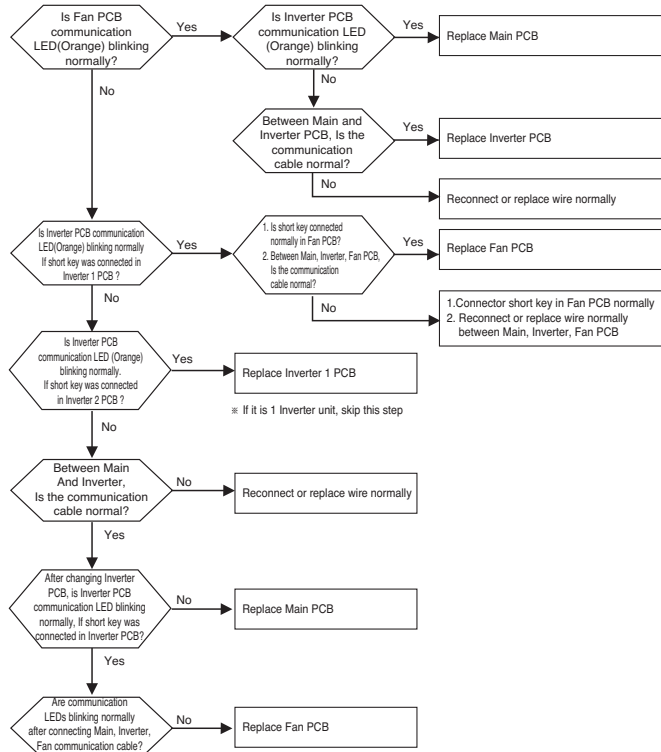 Is Fan PCB
communication
LED(Orange) blinking
normally?
Yes
Is Inverter PCB
communication LED
(Orange) blinking
normally?
Yes
Replace Main PCB
No
No
Between Main and
Inverter PCB, Is the
communication
cable normal?
Yes
Replace Inverter PCB
No
Reconnect or replace wire normally
Is Inverter PCB communication
LED(Orange) blinking normally
If short key was connected in
Inverter 1 PCB ?
Yes
1. Is short key connected
normally in Fan PCB?
2. Between Main, Inverter, Fan PCB,
Is the communication
cable normal?
Yes
Replace Fan PCB
No
No
1.Connector short key in Fan PCB normally
2. Reconnect or replace wire normally
between Main, Inverter, Fan PCB
Is Inverter PCB
communication LED (Orange)
blinking normally.
If short key was connected
in Inverter 2 PCB ?
Yes
Replace Inverter 1 PCB
※ If it is 1 Inverter unit, skip this step
No
Between Main
And Inverter,
Is the communication
cable normal?
No
Reconnect or replace wire normally
Yes
After changing Inverter
PCB, is Inverter PCB
communication LED blinking
normally, If short key was
connected in Inverter PCB?
No
Replace Main PCB
Yes
Are communication
LEDs blinking normally
after connecting Main, Inverter,
Fan communication cable?
No
Replace Fan PCB